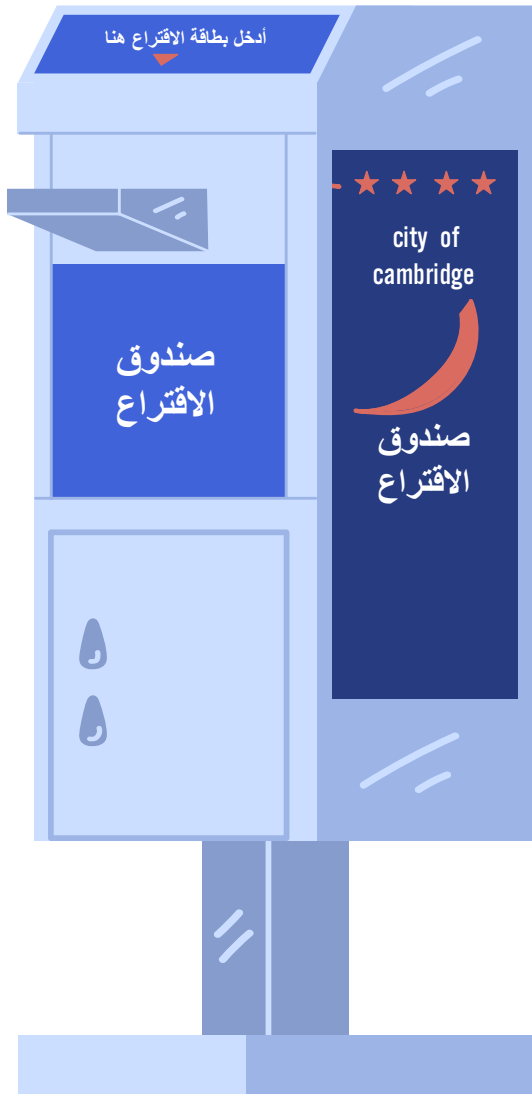 أدخل بطاقة الاقتراع هنا
صندوق
الاقتراع
city of
cambridge
صندوق
الاقتراع